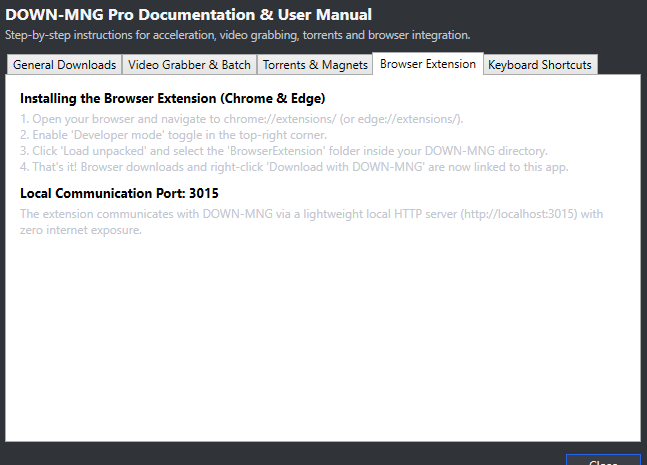 DOWN-MNG Pro Documentation & User Manual
Step-by-step instructions for acceleration, video grabbing, torrents and browser integration.
General Downloads
Video Grabber & Batch
Torrents & Magnets
Browser Extension
Keyboard Shortcuts
Installing the Browser Extension (Chrome & Edge)
1. Open your browser and navigate to chrome://extensions/ (or edge://extensions/).
2. Enable 'Developer mode' toggle in the top-right corner.
3. Click 'Load unpacked' and select the 'BrowserExtension' folder inside your DOWN-MNG directory.
4. That's it! Browser downloads and right-click 'Download with DOWN-MNG' are now linked to this app.
Local Communication Port: 3015
The extension communicates with DOWN-MNG via a lightweight local HTTP server (http://localhost:3015) with
zero internet exposure.
Close